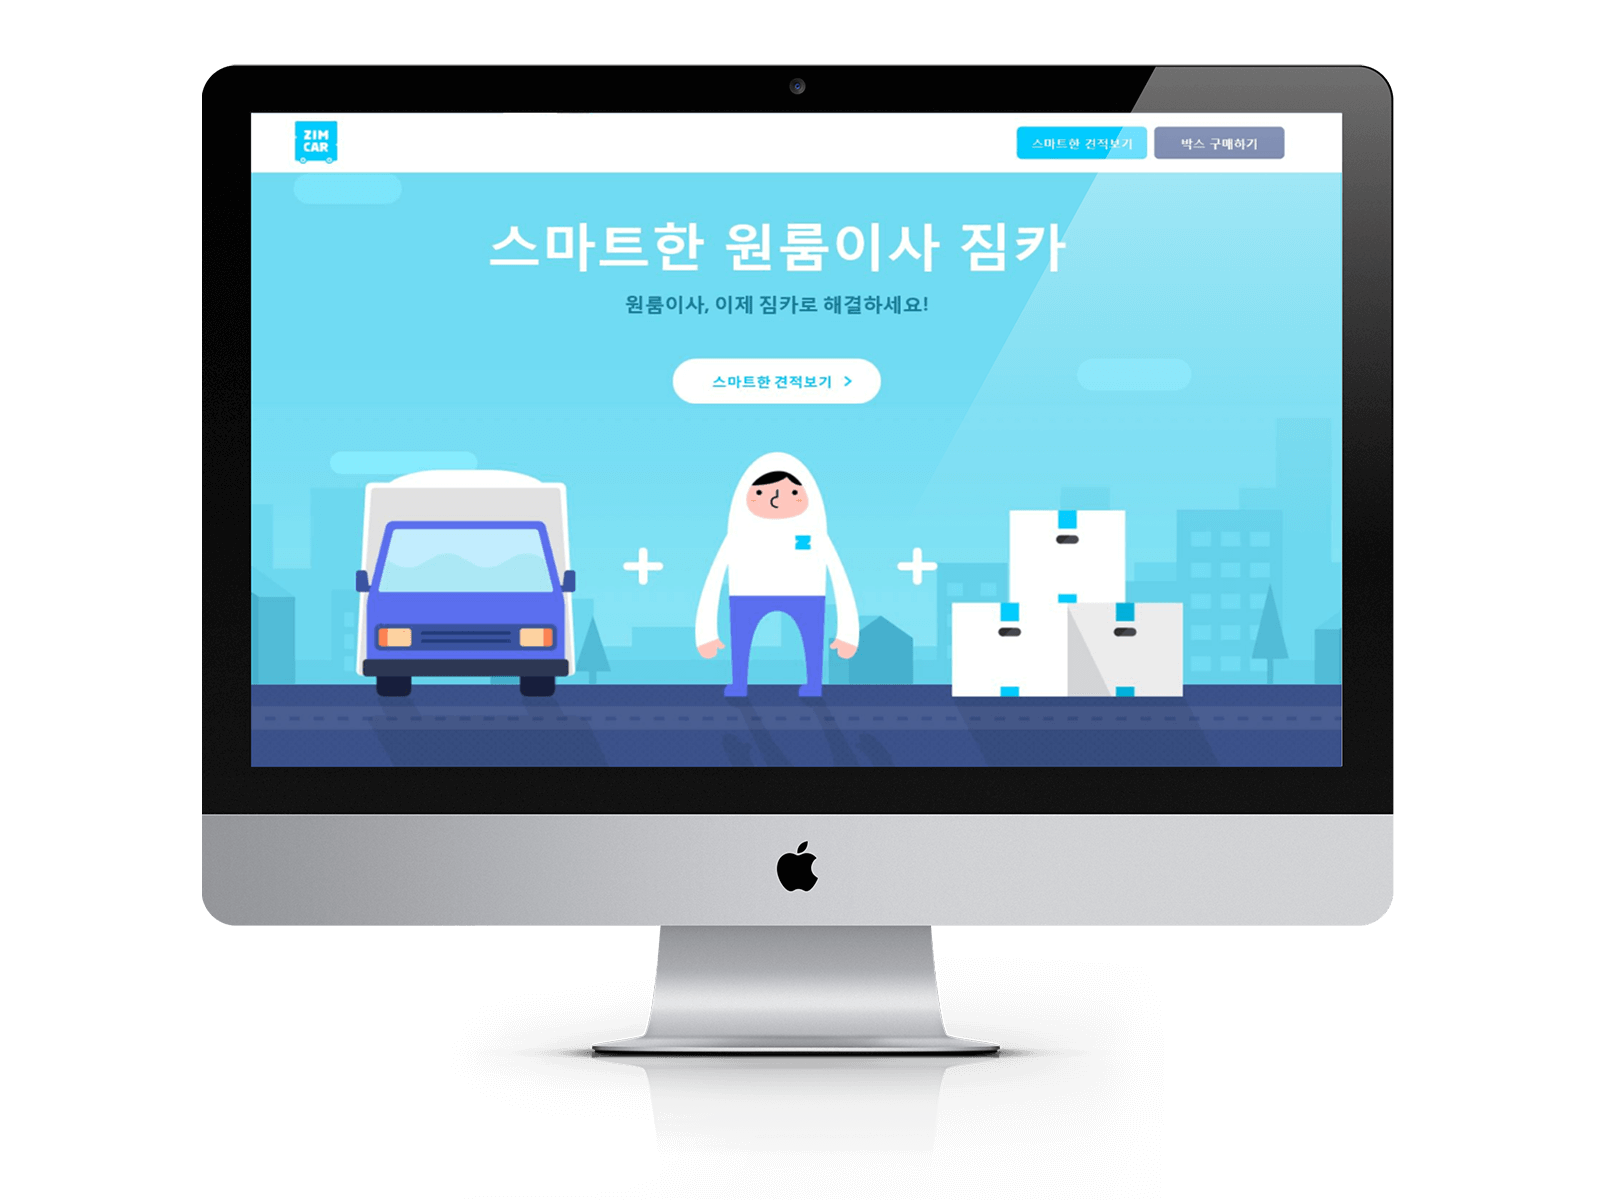 ZIM
CAR
스마트한 견적보기
박스 구매하기
스마트한 원룸이사 짐카
원룸이사, 이제 짐카로 해결하세요!
스마트한 견적보기 >